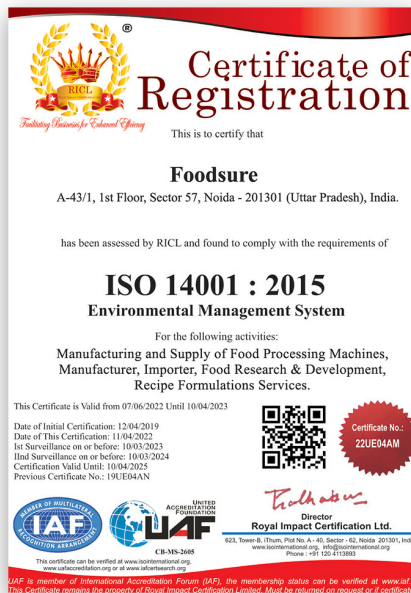 ®
RICL
Facilitating Businesses for Enhanced Efficiency
Certificate of
Registration
This is to certify that
Foodsure
A-43/1, 1st Floor, Sector 57, Noida - 201301 (Uttar Pradesh), India.
has been assessed by RICL and found to comply with the requirements of
ISO 14001 : 2015
Environmental Management System
For the following activities:
Manufacturing and Supply of Food Processing Machines,
Manufacturer, Importer, Food Research & Development,
Recipe Formulations Services.
This Certificate is Valid from 07/06/2022 Until 10/04/2023
Date of Initial Certification: 12/04/2019
Date of This Certification: 11/04/2022
Ist Surveillance on or before: 10/03/2023
IInd Surveillance on or before: 10/03/2024
Certification Valid Until: 10/04/2025
Previous Certificate No.: 19UE04AN
Certificate No.:
22UE04AM
MEMBER OF MULTILATERAL
IAF
RECOGNITION ARRANGEMENT
UNITED
ACCREDITATION
FOUNDATION
UAF
CB-MS-2605
Director
Royal Impact Certification Ltd.
623, Tower-B, iThum, Plot No. A - 40, Sector - 62, Noida 201301, Indi
www.isointernational.org, info@isointernational.org
Phone : +91 120 4113893
This certificate can be verified at www.isointernational.org.
www.uafaccreditation.org or at www.iafcertsearch.org
UAF is member of International Accreditation Forum (IAF), the membership status can be verified at www.iaf.
This Certificate remains the property of Royal Impact Certification Limited. Must be returned on request or if certificat